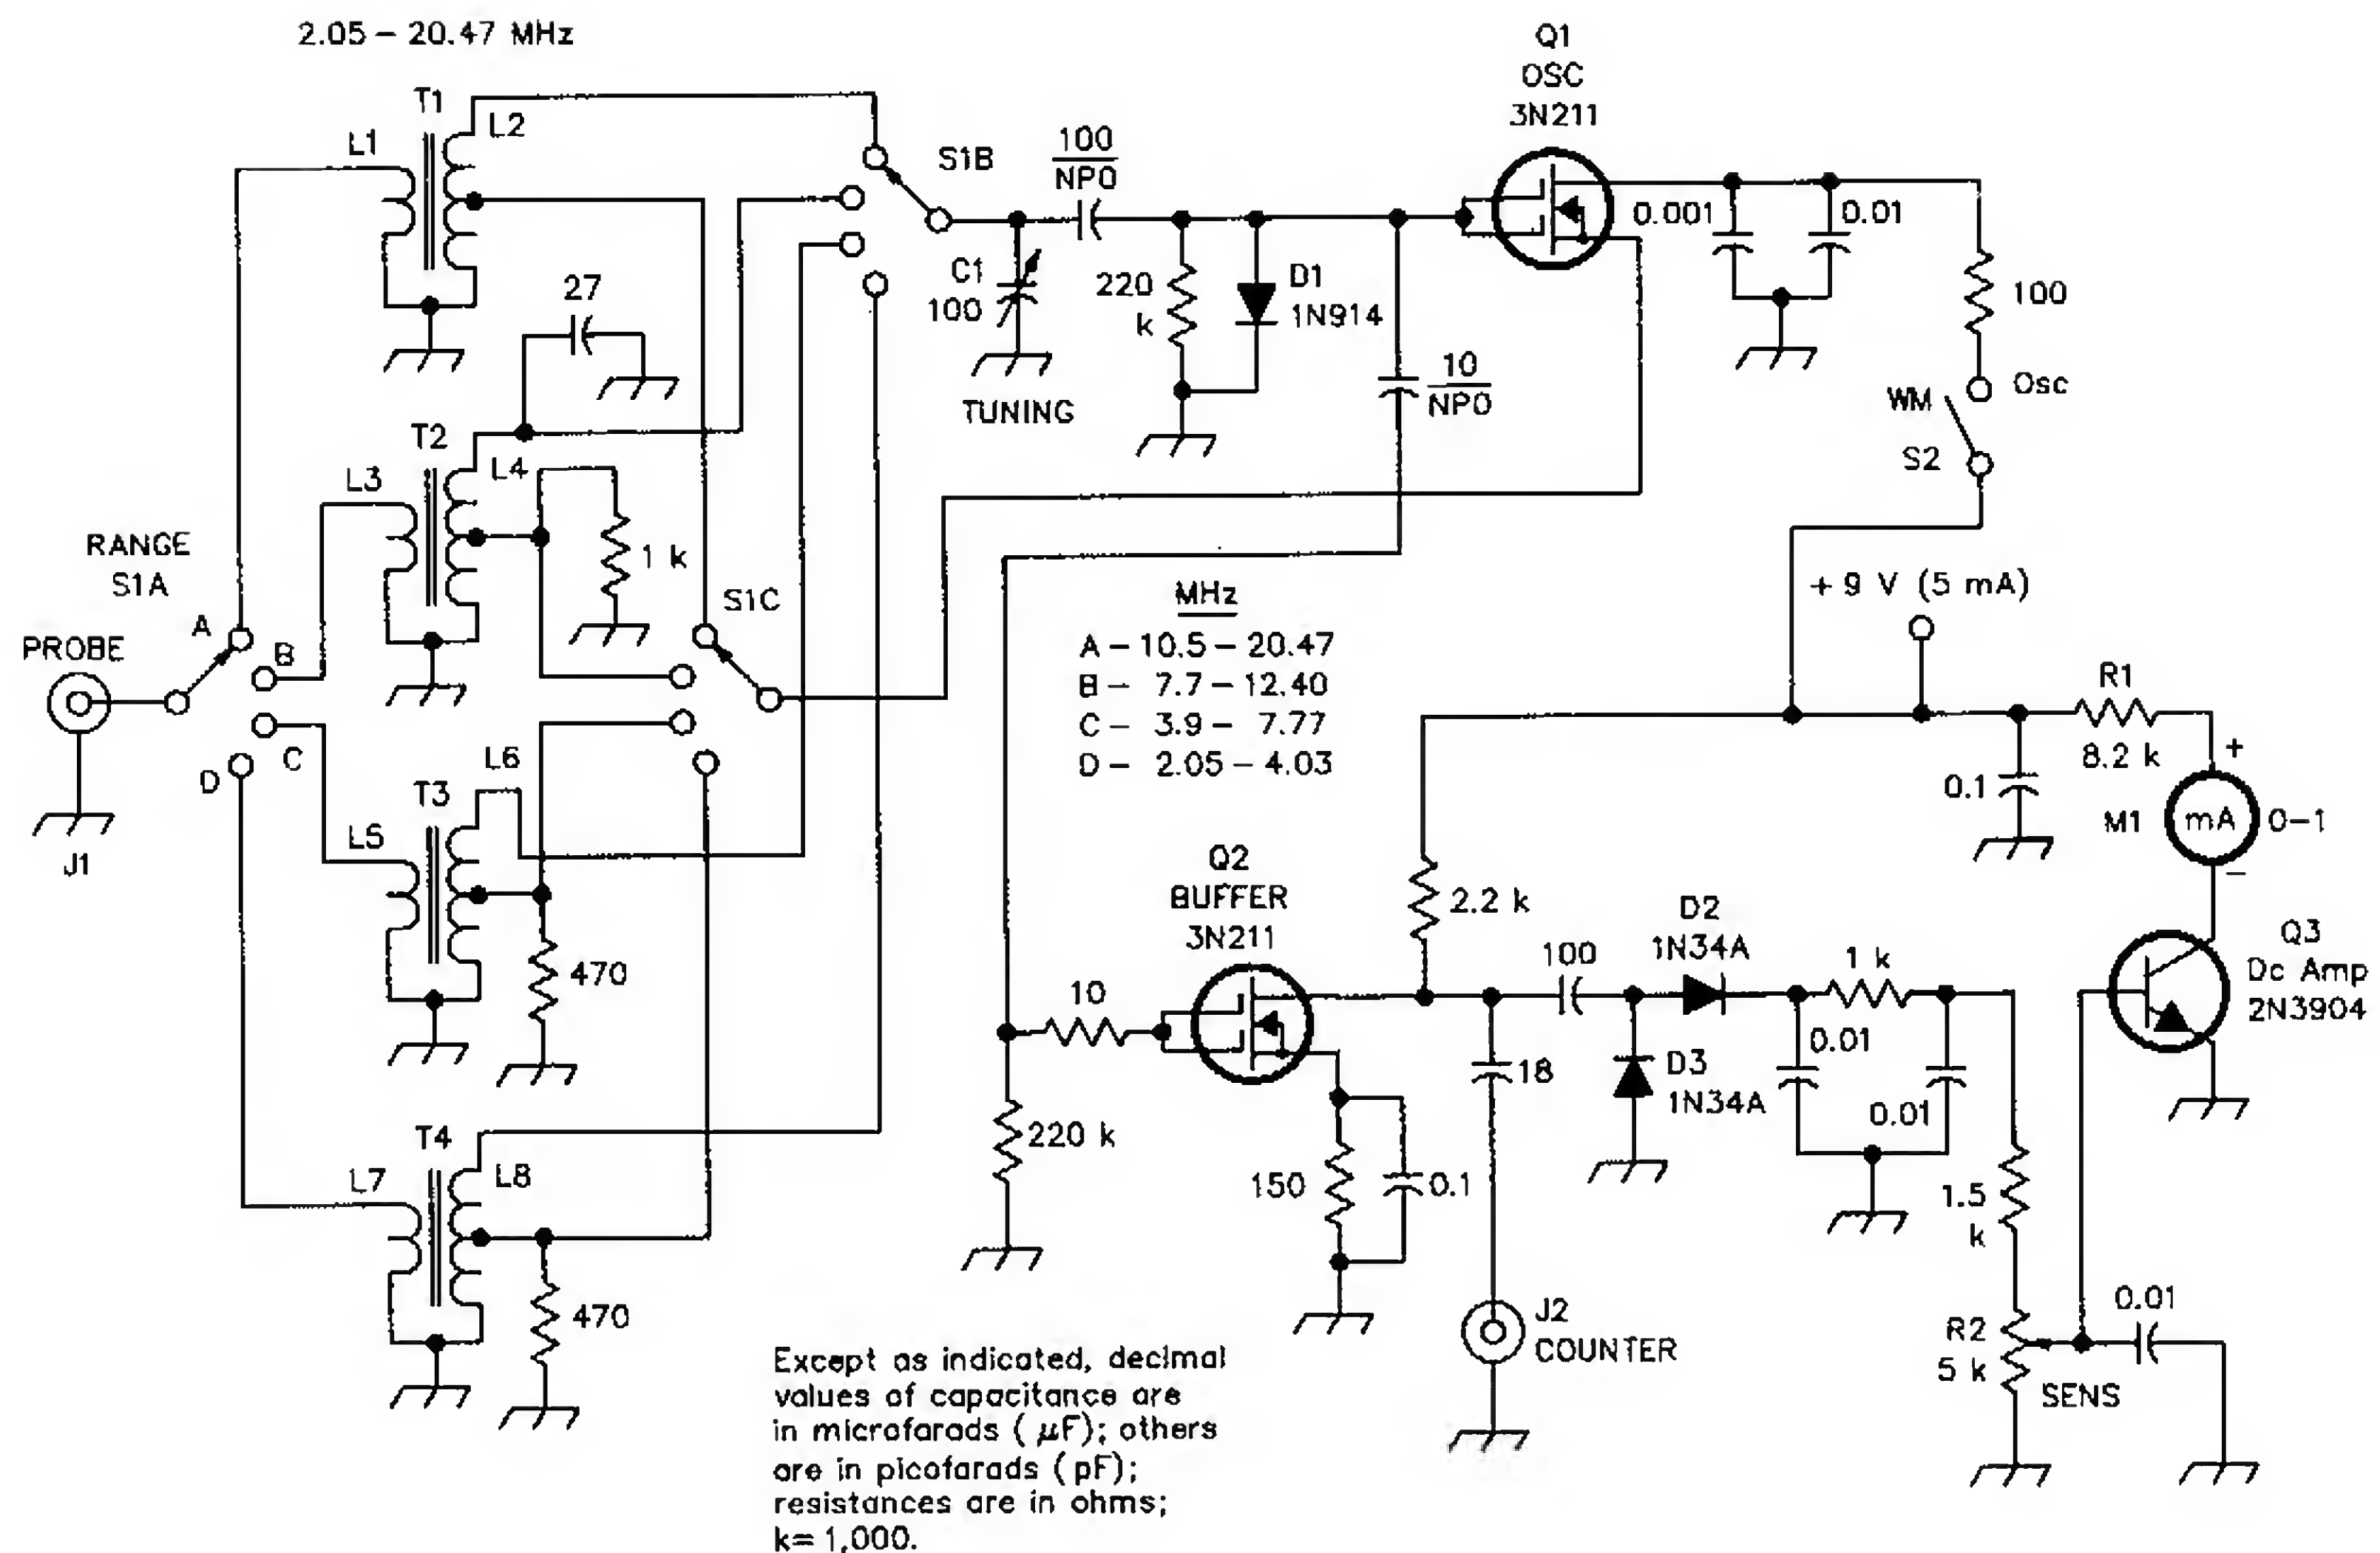 2.05 – 20.47 MHz
T1
L1
L2
S1B
100
NPO
C1
100
TUNING
220
k
D1
1N914
10
NPO
Q1
OSC
3N211
0.001
0.01
100
Osc
WM
S2
27
T2
L3
L4
1 k
RANGE
S1A
PROBE
J1
A
B
C
D
S1C
MHz
A – 10.5 – 20.47
B – 7.7 – 12.40
C – 3.9 – 7.77
D – 2.05 – 4.03
+ 9 V (5 mA)
R1
8.2 k
0.1
+
M1
mA
0–1
–
T3
L5
L6
470
T4
L7
L8
470
Q2
BUFFER
3N211
10
220 k
150
0.1
2.2 k
18
100
D2
1N34A
D3
1N34A
1 k
0.01
0.01
1.5
k
Q3
Dc Amp
2N3904
R2
5 k
SENS
0.01
J2
COUNTER
Except as indicated, decimal
values of capacitance are
in microfarads ( µF); others
are in picofarads (pF);
resistances are in ohms;
k= 1,000.